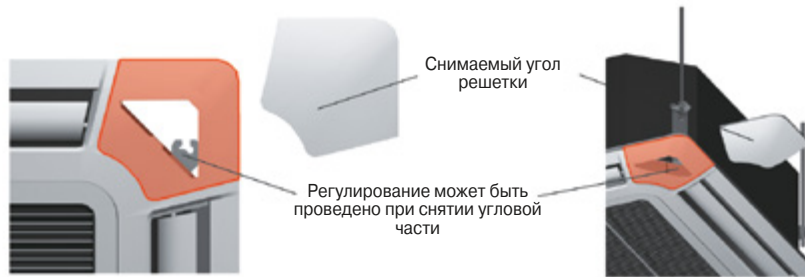 Снимаемый угол
решетки
Регулирование может быть
проведено при снятии угловой
части